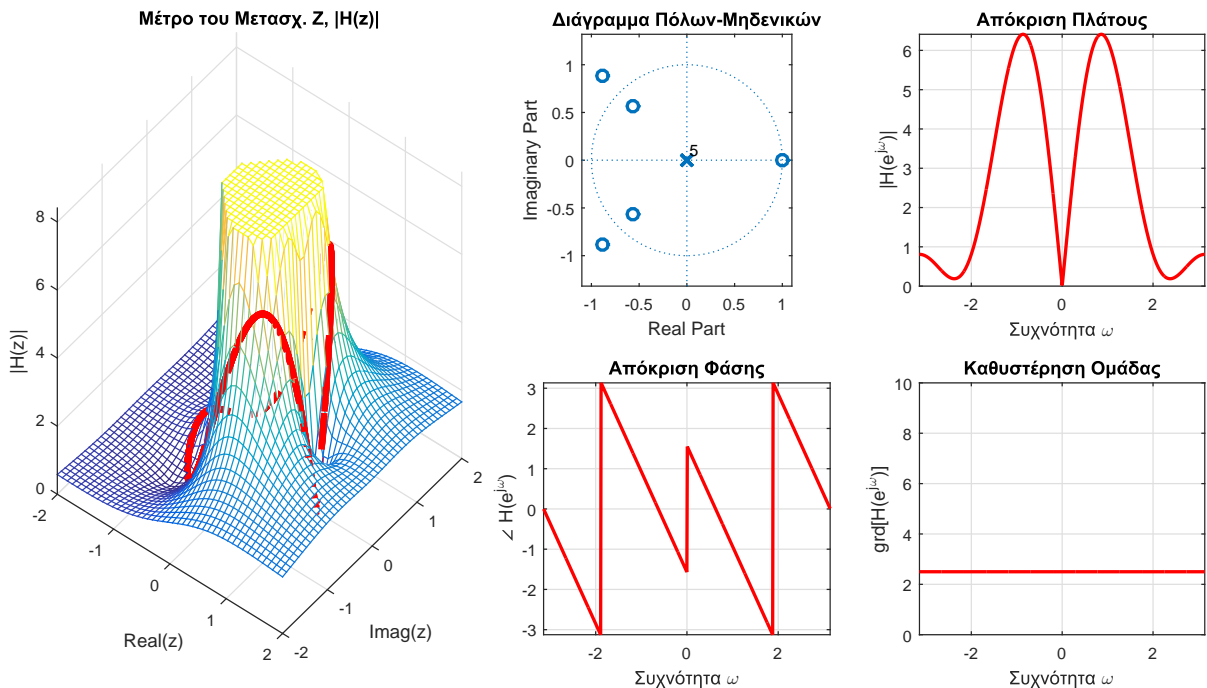 Μέτρο του Μετασχ. Ζ, |H(z)|
|H(z)|
8
6
4
2
0
-2
-1
0
1
2
Real(z)
-2
-1
0
1
2
Imag(z)
Διάγραμμα Πόλων-Μηδενικών
Imaginary Part
1
0.5
0
-0.5
-1
5
-1 -0.5 0 0.5 1
Real Part
Απόκριση Πλάτους
|H(e^{jω})|
6
5
4
3
2
1
0
-2 0 2
Συχνότητα ω
Απόκριση Φάσης
∠ H(e^{jω})
3
2
1
0
-1
-2
-3
-2 0 2
Συχνότητα ω
Καθυστέρηση Ομάδας
grd[H(e^{jω})]
10
8
6
4
2
0
-2 0 2
Συχνότητα ω